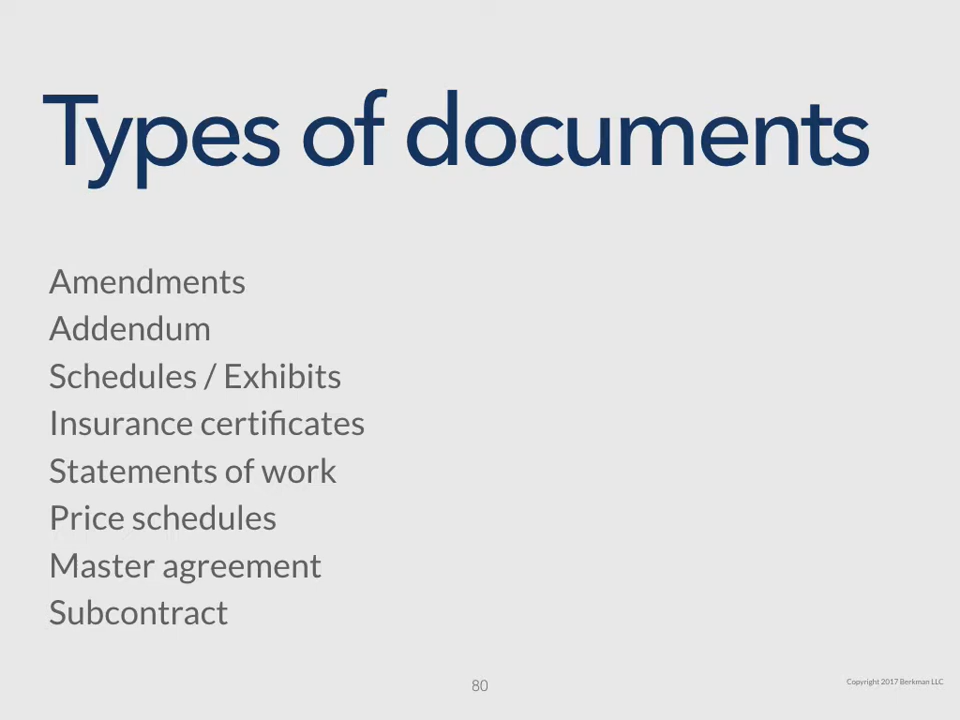 Types of documents
Amendments
Addendum
Schedules / Exhibits
Insurance certificates
Statements of work
Price schedules
Master agreement
Subcontract
80
Copyright 2017 Berkman LLC